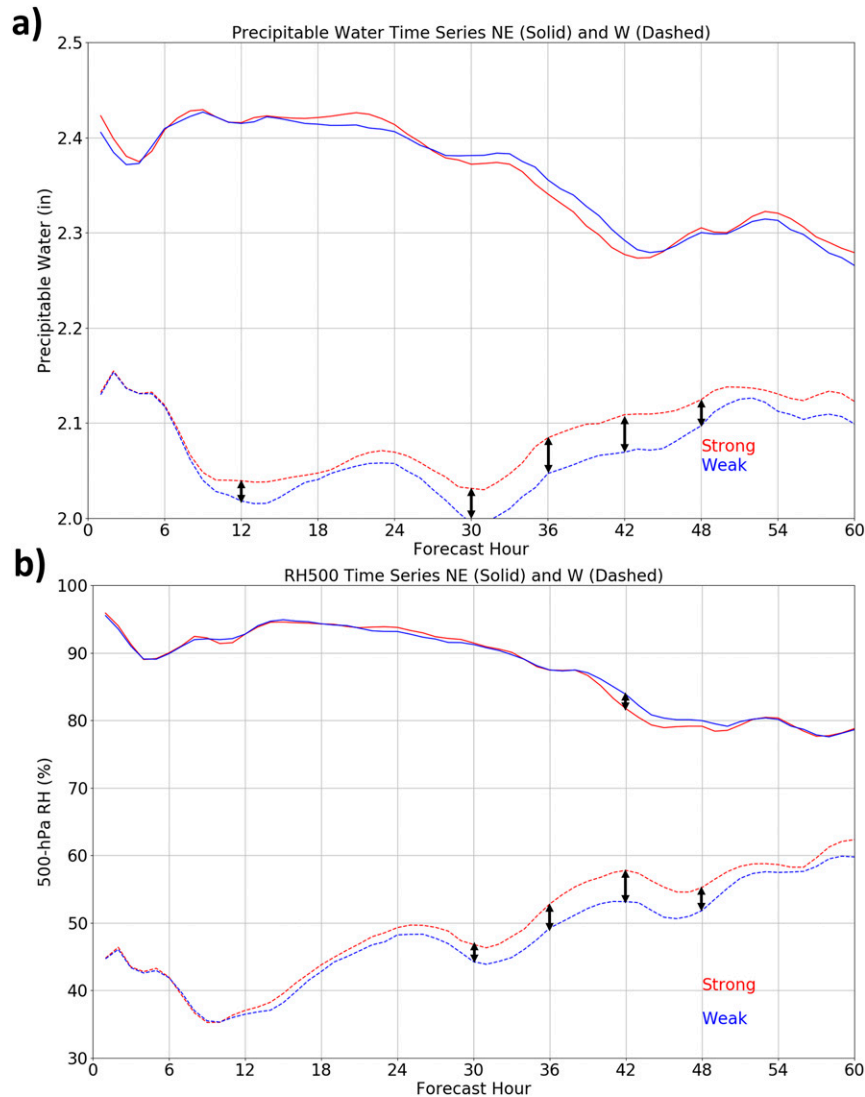 a)
Precipitable Water Time Series NE (Solid) and W (Dashed)
Precipitable Water (in)
2.5
2.4
2.3
2.2
2.1
2.0
Strong
Weak
0 6 12 18 24 30 36 42 48 54 60
Forecast Hour
b)
RH500 Time Series NE (Solid) and W (Dashed)
500-hPa RH (%)
100
90
80
70
60
50
40
30
Strong
Weak
0 6 12 18 24 30 36 42 48 54 60
Forecast Hour